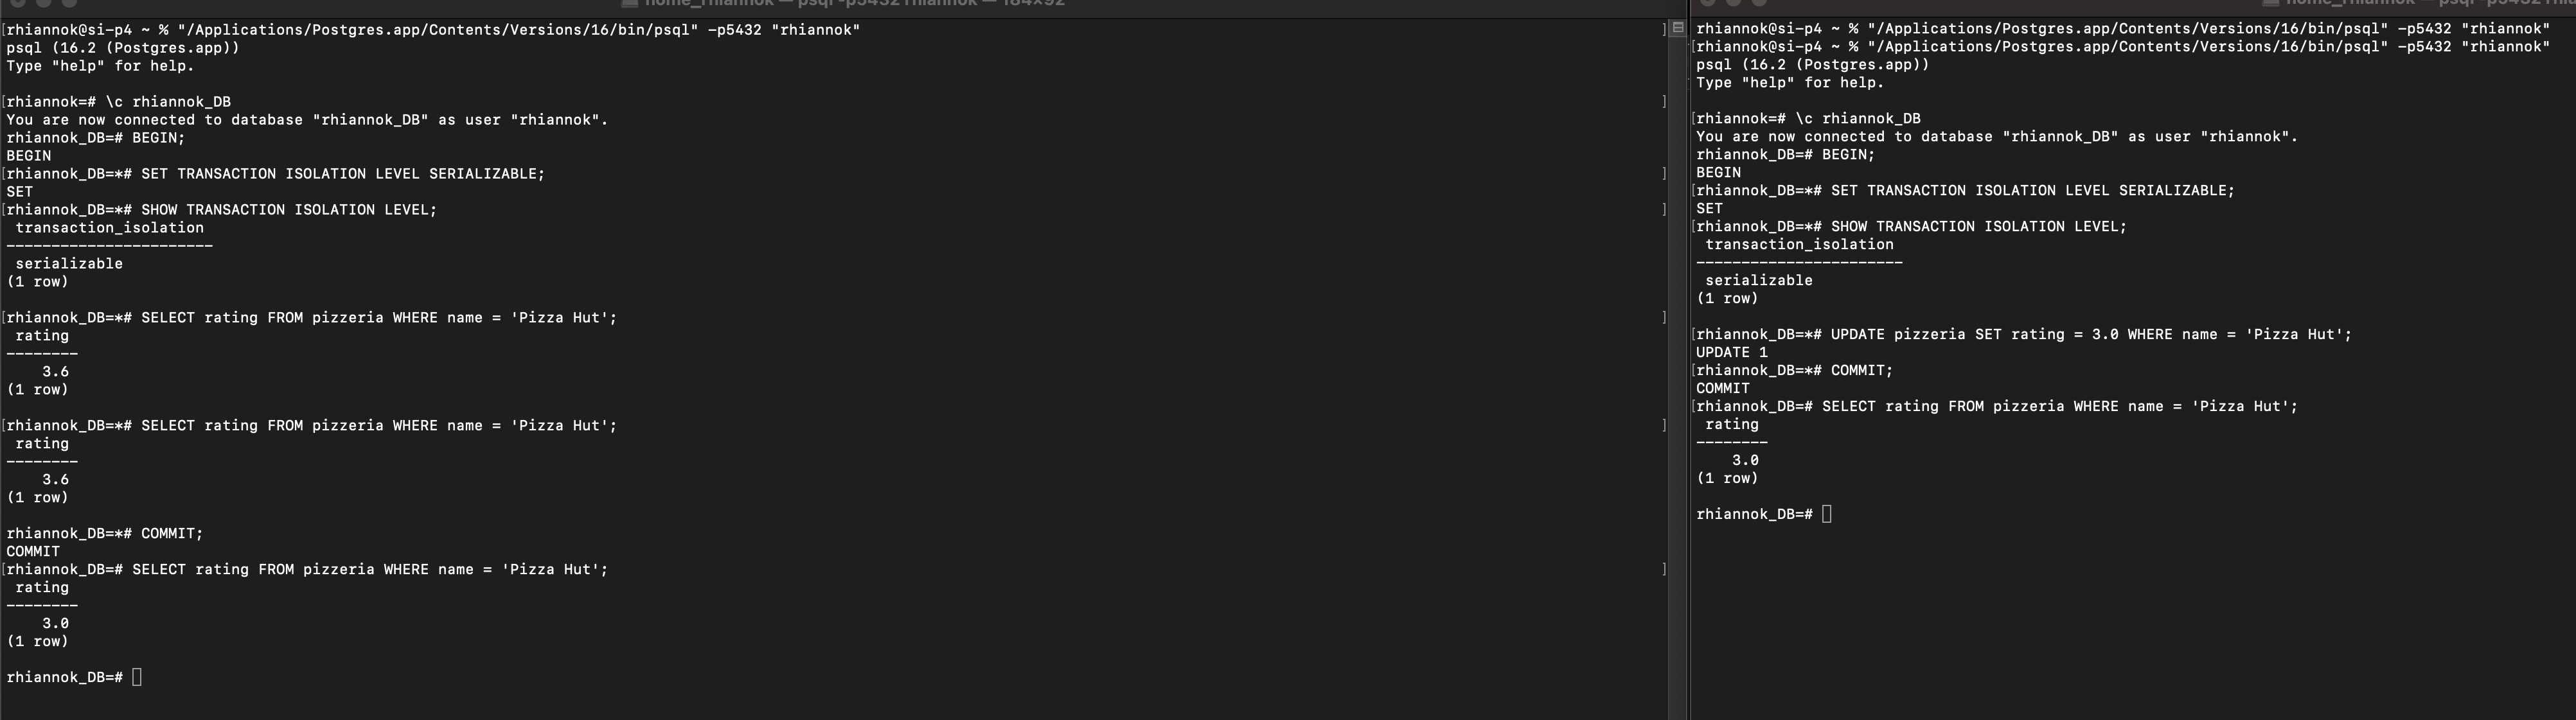 home_rhiannok — psql -p5432 rhiannok — 184×92
[rhiannok@si-p4 ~ % "/Applications/Postgres.app/Contents/Versions/16/bin/psql" -p5432 "rhiannok" ]
psql (16.2 (Postgres.app))
Type "help" for help.
[rhiannok=# \c rhiannok_DB ]
You are now connected to database "rhiannok_DB" as user "rhiannok".
rhiannok_DB=# BEGIN;
BEGIN
[rhiannok_DB=*# SET TRANSACTION ISOLATION LEVEL SERIALIZABLE; ]
SET
[rhiannok_DB=*# SHOW TRANSACTION ISOLATION LEVEL; ]
transaction_isolation
-----------------------
serializable
(1 row)
[rhiannok_DB=*# SELECT rating FROM pizzeria WHERE name = 'Pizza Hut'; ]
rating
--------
3.6
(1 row)
[rhiannok_DB=*# SELECT rating FROM pizzeria WHERE name = 'Pizza Hut'; ]
rating
--------
3.6
(1 row)
rhiannok_DB=*# COMMIT;
COMMIT
[rhiannok_DB=# SELECT rating FROM pizzeria WHERE name = 'Pizza Hut'; ]
rating
--------
3.0
(1 row)
rhiannok_DB=#
home_rhiannok — psql -p5432
rhiannok@si-p4 ~ % "/Applications/Postgres.app/Contents/Versions/16/bin/psql" -p5432 "rhiannok"
[rhiannok@si-p4 ~ % "/Applications/Postgres.app/Contents/Versions/16/bin/psql" -p5432 "rhiannok"
psql (16.2 (Postgres.app))
Type "help" for help.
[rhiannok=# \c rhiannok_DB
You are now connected to database "rhiannok_DB" as user "rhiannok".
rhiannok_DB=# BEGIN;
BEGIN
[rhiannok_DB=*# SET TRANSACTION ISOLATION LEVEL SERIALIZABLE;
SET
[rhiannok_DB=*# SHOW TRANSACTION ISOLATION LEVEL;
transaction_isolation
-----------------------
serializable
(1 row)
[rhiannok_DB=*# UPDATE pizzeria SET rating = 3.0 WHERE name = 'Pizza Hut';
UPDATE 1
[rhiannok_DB=*# COMMIT;
COMMIT
[rhiannok_DB=# SELECT rating FROM pizzeria WHERE name = 'Pizza Hut';
rating
--------
3.0
(1 row)
rhiannok_DB=#